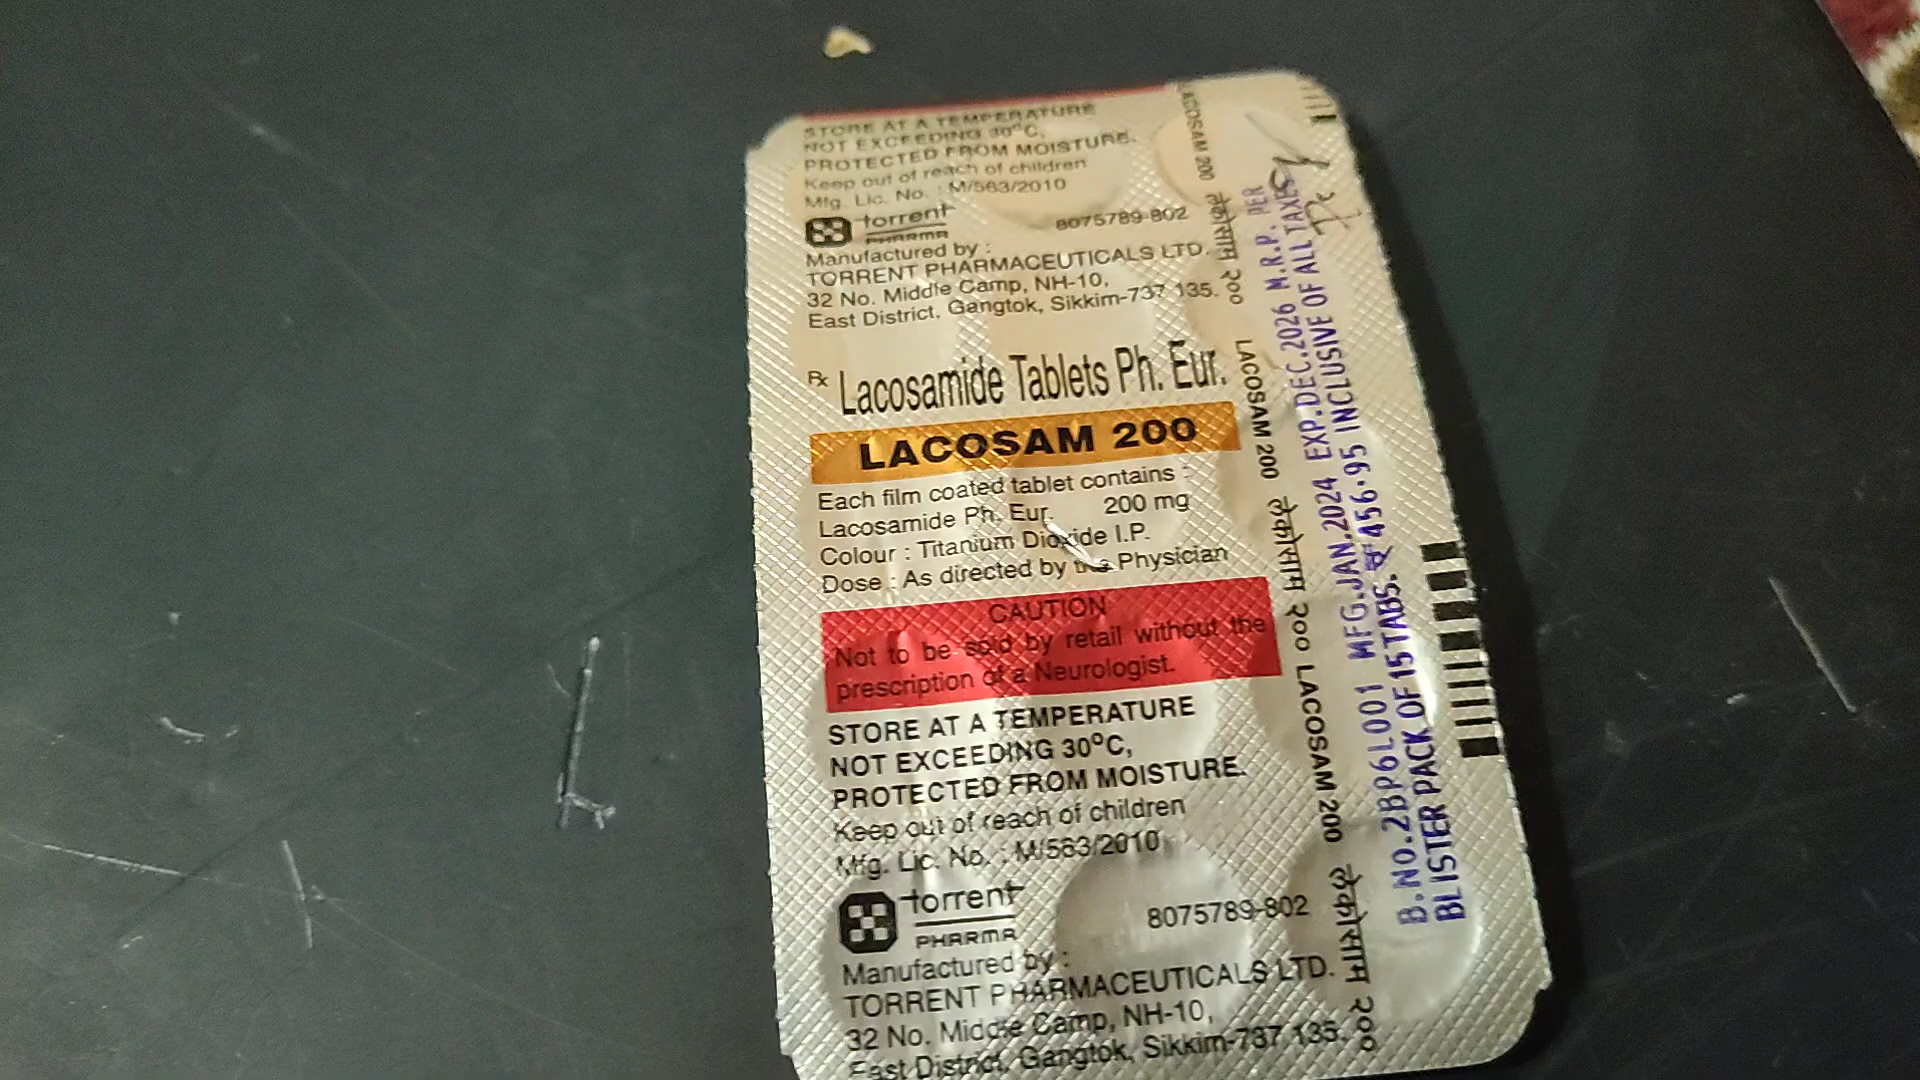 STORE AT A TEMPERATURE
NOT EXCEEDING 30°C,
PROTECTED FROM MOISTURE.
Keep out of reach of children
Mfg. Lic. No. : M/563/2010
torrent
PHARMA
8075789-802
Manufactured by :
TORRENT PHARMACEUTICALS LTD.
32 No. Middle Camp, NH-10,
East District, Gangtok, Sikkim-737 135.
Rx Lacosamide Tablets Ph. Eur.
LACOSAM 200
Each film coated tablet contains :
Lacosamide Ph. Eur. 200 mg
Colour : Titanium Dioxide I.P.
Dose : As directed by the Physician
CAUTION
Not to be sold by retail without the
prescription of a Neurologist.
STORE AT A TEMPERATURE
NOT EXCEEDING 30°C,
PROTECTED FROM MOISTURE.
Keep out of reach of children
Mfg. Lic. No. : M/563/2010
torrent
PHARMA
8075789-802
Manufactured by :
TORRENT PHARMACEUTICALS LTD.
32 No. Middle Camp, NH-10,
East District, Gangtok, Sikkim-737 135.
LACOSAM 200 लेकोसाम २०० LACOSAM 200 लेकोसाम २०० LACOSAM 200 लेकोसाम २००
B.NO.2BP6L001 MFG.JAN.2024 EXP.DEC.2026 M.R.P. PER
BLISTER PACK OF 15 TABS. ₹ 456.95 INCLUSIVE OF ALL TAXES